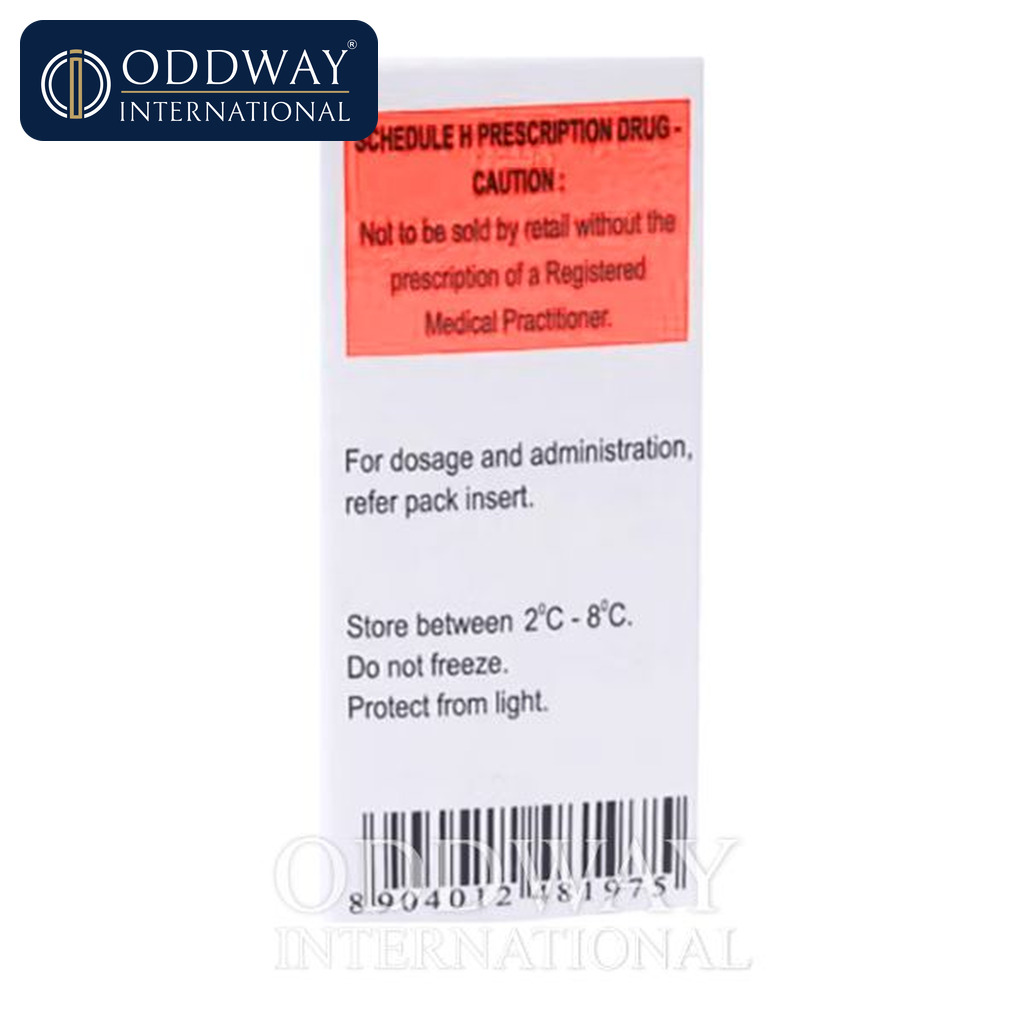 ODDWAY®
INTERNATIONAL
SCHEDULE H PRESCRIPTION DRUG -
CAUTION :
Not to be sold by retail without the
prescription of a Registered
Medical Practitioner.
For dosage and administration,
refer pack insert.
Store between 2°C - 8°C.
Do not freeze.
Protect from light.
8 904012 481975
ODDWAY
INTERNATIONAL